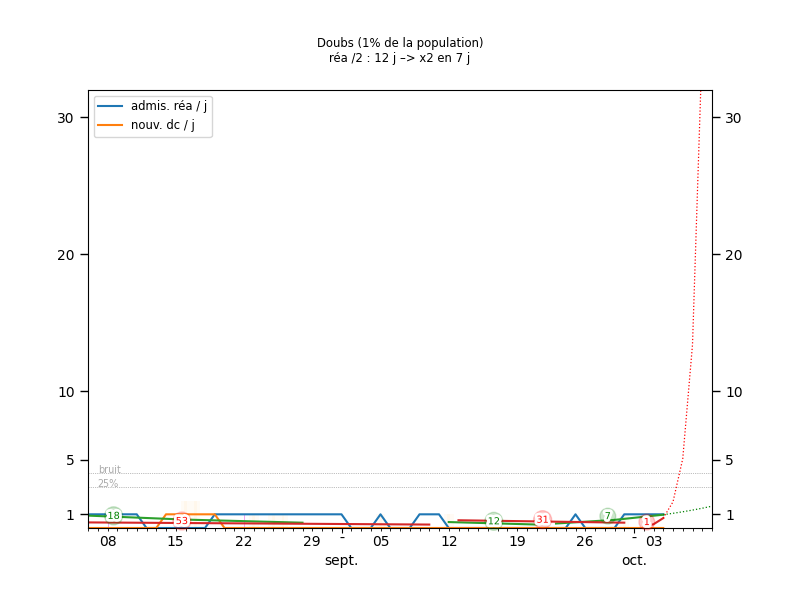 Doubs (1% de la population)
réa /2 : 12 j –> x2 en 7 j
admis. réa / j
nouv. dc / j
30 30
20 20
10 10
5 5
bruit
25%
1 1
18 53 12 31 7 1
08 15 22 29 - 05 12 19 26 - 03
sept. oct.